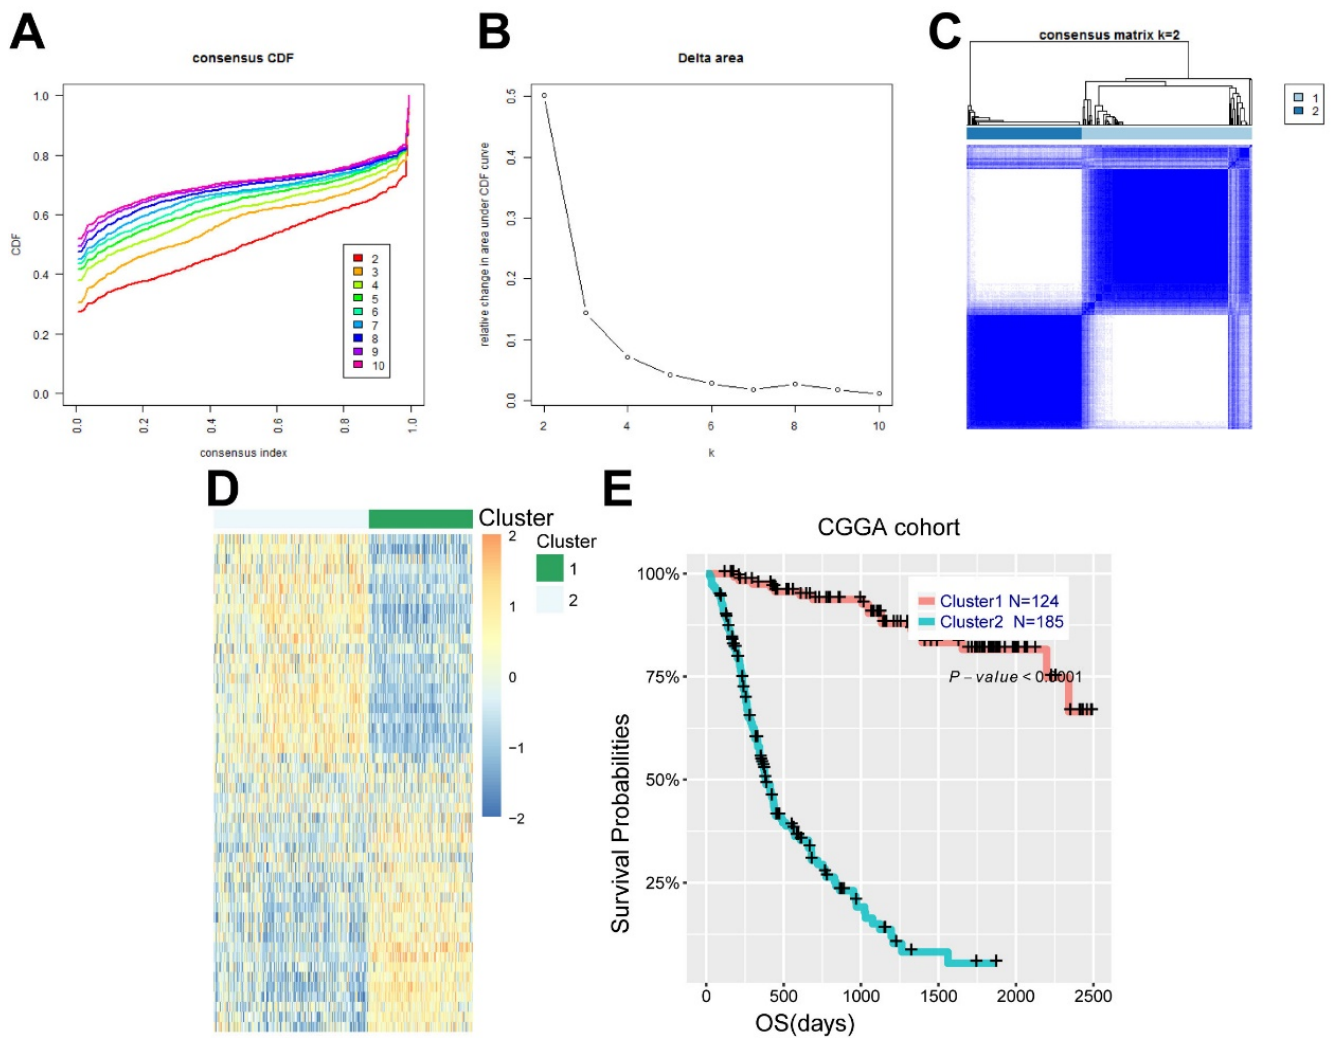 A
consensus CDF
CDF
1.0
0.8
0.6
0.4
0.2
0.0
2
3
4
5
6
7
8
9
10
0.0
0.2
0.4
0.6
0.8
1.0
consensus index
B
Delta area
relative change in area under CDF curve
0.5
0.4
0.3
0.2
0.1
0.0
2
4
6
8
10
k
C
consensus matrix k=2
1
2
D
Cluster
2
1
0
−1
−2
Cluster
1
2
E
CGGA cohort
Survival Probabilities
100%
75%
50%
25%
Cluster1 N=124
Cluster2 N=185
P − value < 0.0001
0
500
1000
1500
2000
2500
OS(days)